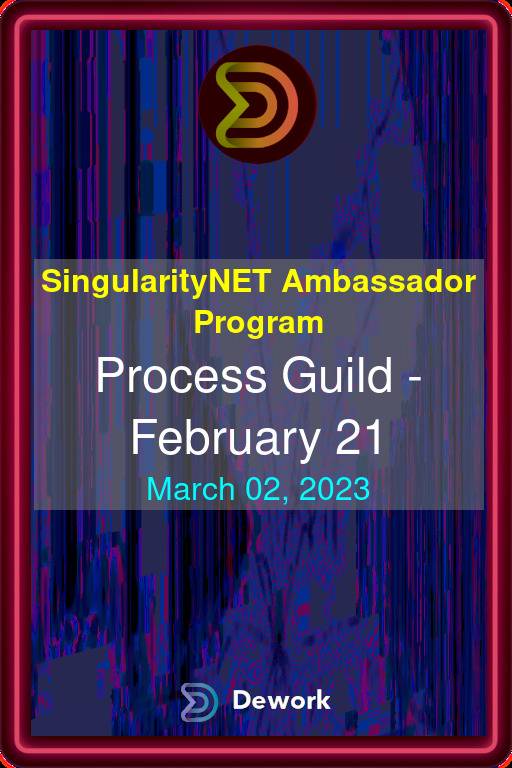 SingularityNET Ambassador
Program
Process Guild -
February 21
March 02, 2023
Dework